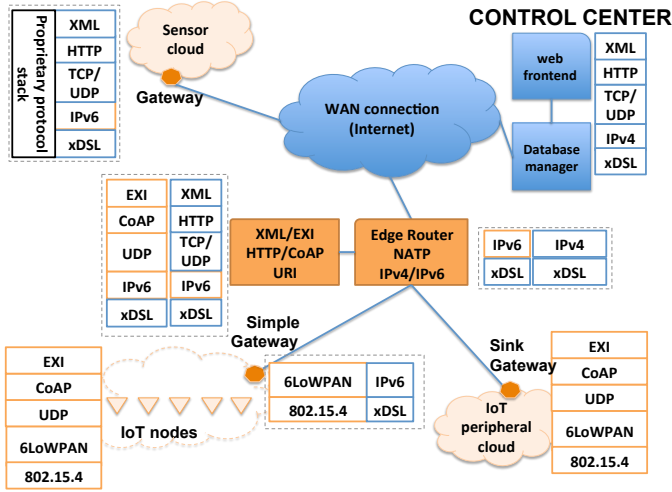 CONTROL CENTER
Proprietary protocol
stack
XML
HTTP
TCP/
UDP
IPv6
xDSL
Sensor
cloud
Gateway
WAN connection
(Internet)
web
frontend
Database
manager
XML
HTTP
TCP/
UDP
IPv4
xDSL
EXI
CoAP
UDP
IPv6
xDSL
XML
HTTP
TCP/
UDP
IPv6
xDSL
XML/EXI
HTTP/CoAP
URI
Edge Router
NATP
IPv4/IPv6
IPv6
IPv4
xDSL
xDSL
Simple
Gateway
Sink
Gateway
EXI
CoAP
UDP
6LoWPAN
802.15.4
IoT nodes
6LoWPAN
IPv6
802.15.4
xDSL
IoT
peripheral
cloud
EXI
CoAP
UDP
6LoWPAN
802.15.4